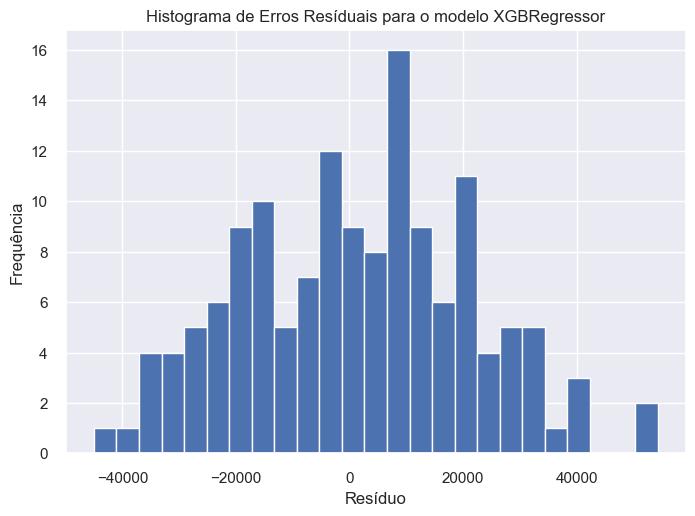 Histograma de Erros Resíduais para o modelo XGBRegressor
16
14
12
10
8
6
4
2
0
Frequência
−40000 −20000 0 20000 40000
Resíduo